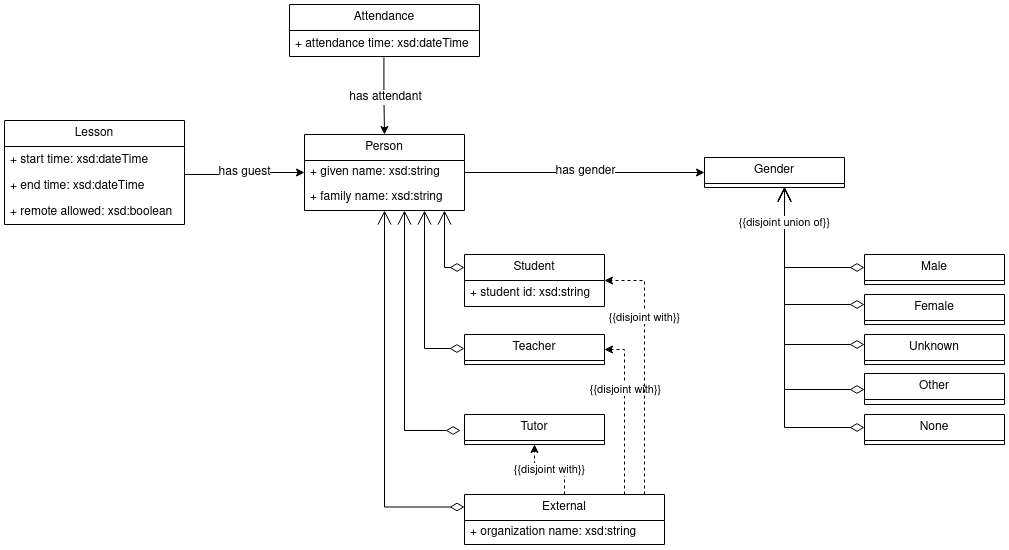 Attendance
+ attendance time: xsd:dateTime
has attendant
Lesson
+ start time: xsd:dateTime
+ end time: xsd:dateTime
+ remote allowed: xsd:boolean
has guest
Person
+ given name: xsd:string
+ family name: xsd:string
has gender
Gender
{{disjoint union of}}
Male
Female
Unknown
Other
None
Student
+ student id: xsd:string
{{disjoint with}}
Teacher
{{disjoint with}}
Tutor
{{disjoint with}}
External
+ organization name: xsd:string